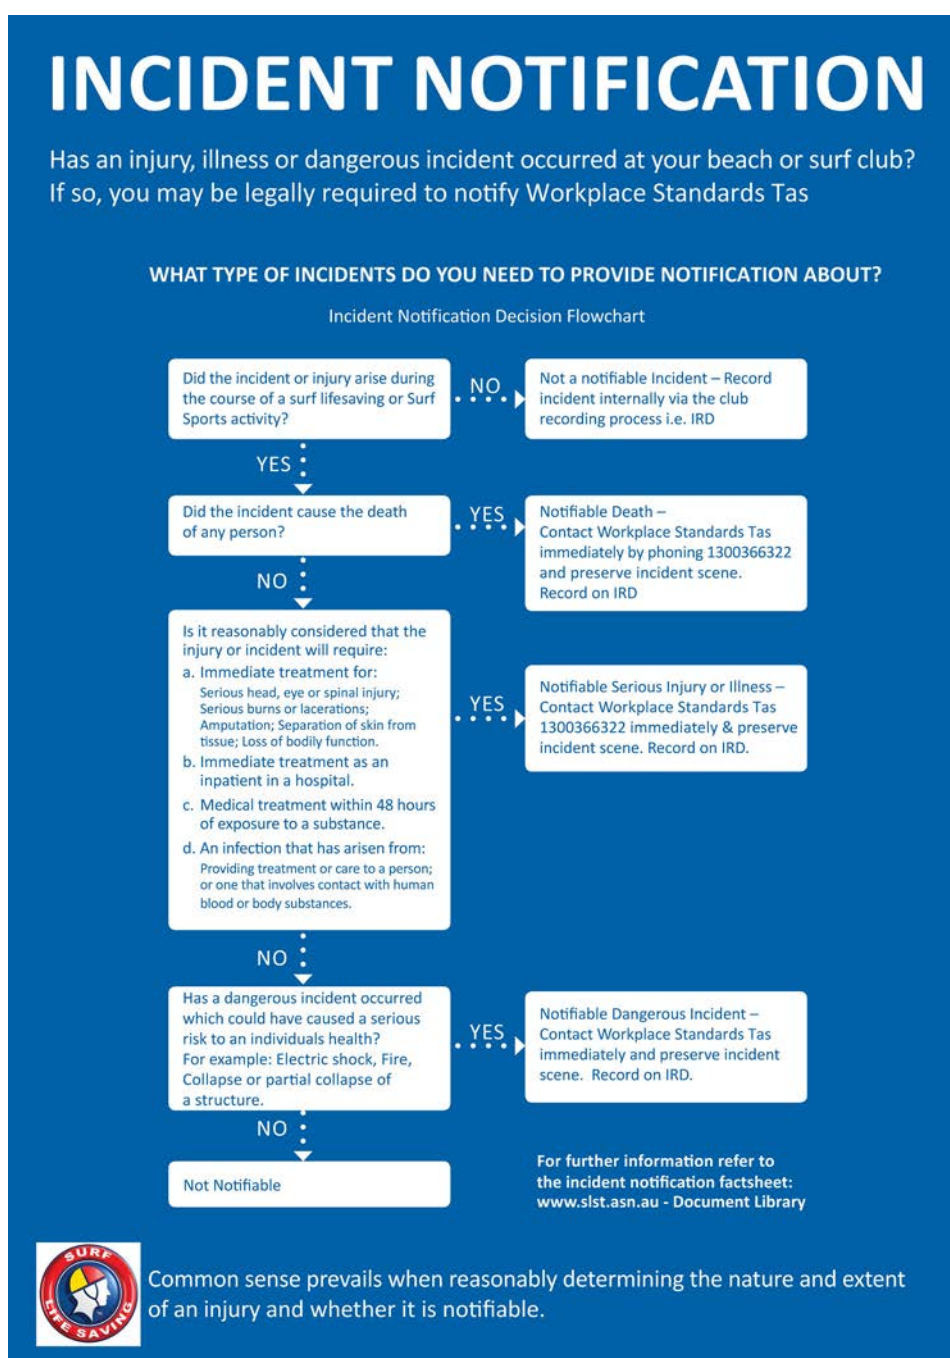 INCIDENT NOTIFICATION
Has an injury, illness or dangerous incident occurred at your beach or surf club?
If so, you may be legally required to notify Workplace Standards Tas
WHAT TYPE OF INCIDENTS DO YOU NEED TO PROVIDE NOTIFICATION ABOUT?
Incident Notification Decision Flowchart
Did the incident or injury arise during
the course of a surf lifesaving or Surf
Sports activity?
NO
Not a notifiable Incident – Record
incident internally via the club
recording process i.e. IRD
YES
Did the incident cause the death
of any person?
YES
Notifiable Death –
Contact Workplace Standards Tas
immediately by phoning 1300366322
and preserve incident scene.
Record on IRD
NO
Is it reasonably considered that the
injury or incident will require:
a. Immediate treatment for:
Serious head, eye or spinal injury;
Serious burns or lacerations;
Amputation; Separation of skin from
tissue; Loss of bodily function.
b. Immediate treatment as an
inpatient in a hospital.
c. Medical treatment within 48 hours
of exposure to a substance.
d. An infection that has arisen from:
Providing treatment or care to a person;
or one that involves contact with human
blood or body substances.
YES
Notifiable Serious Injury or Illness –
Contact Workplace Standards Tas
1300366322 immediately & preserve
incident scene. Record on IRD.
NO
Has a dangerous incident occurred
which could have caused a serious
risk to an individuals health?
For example: Electric shock, Fire,
Collapse or partial collapse of
a structure.
YES
Notifiable Dangerous Incident –
Contact Workplace Standards Tas
immediately and preserve incident
scene. Record on IRD.
NO
Not Notifiable
For further information refer to
the incident notification factsheet:
www.slst.asn.au - Document Library
SURF
LIFE SAVING
Common sense prevails when reasonably determining the nature and extent
of an injury and whether it is notifiable.